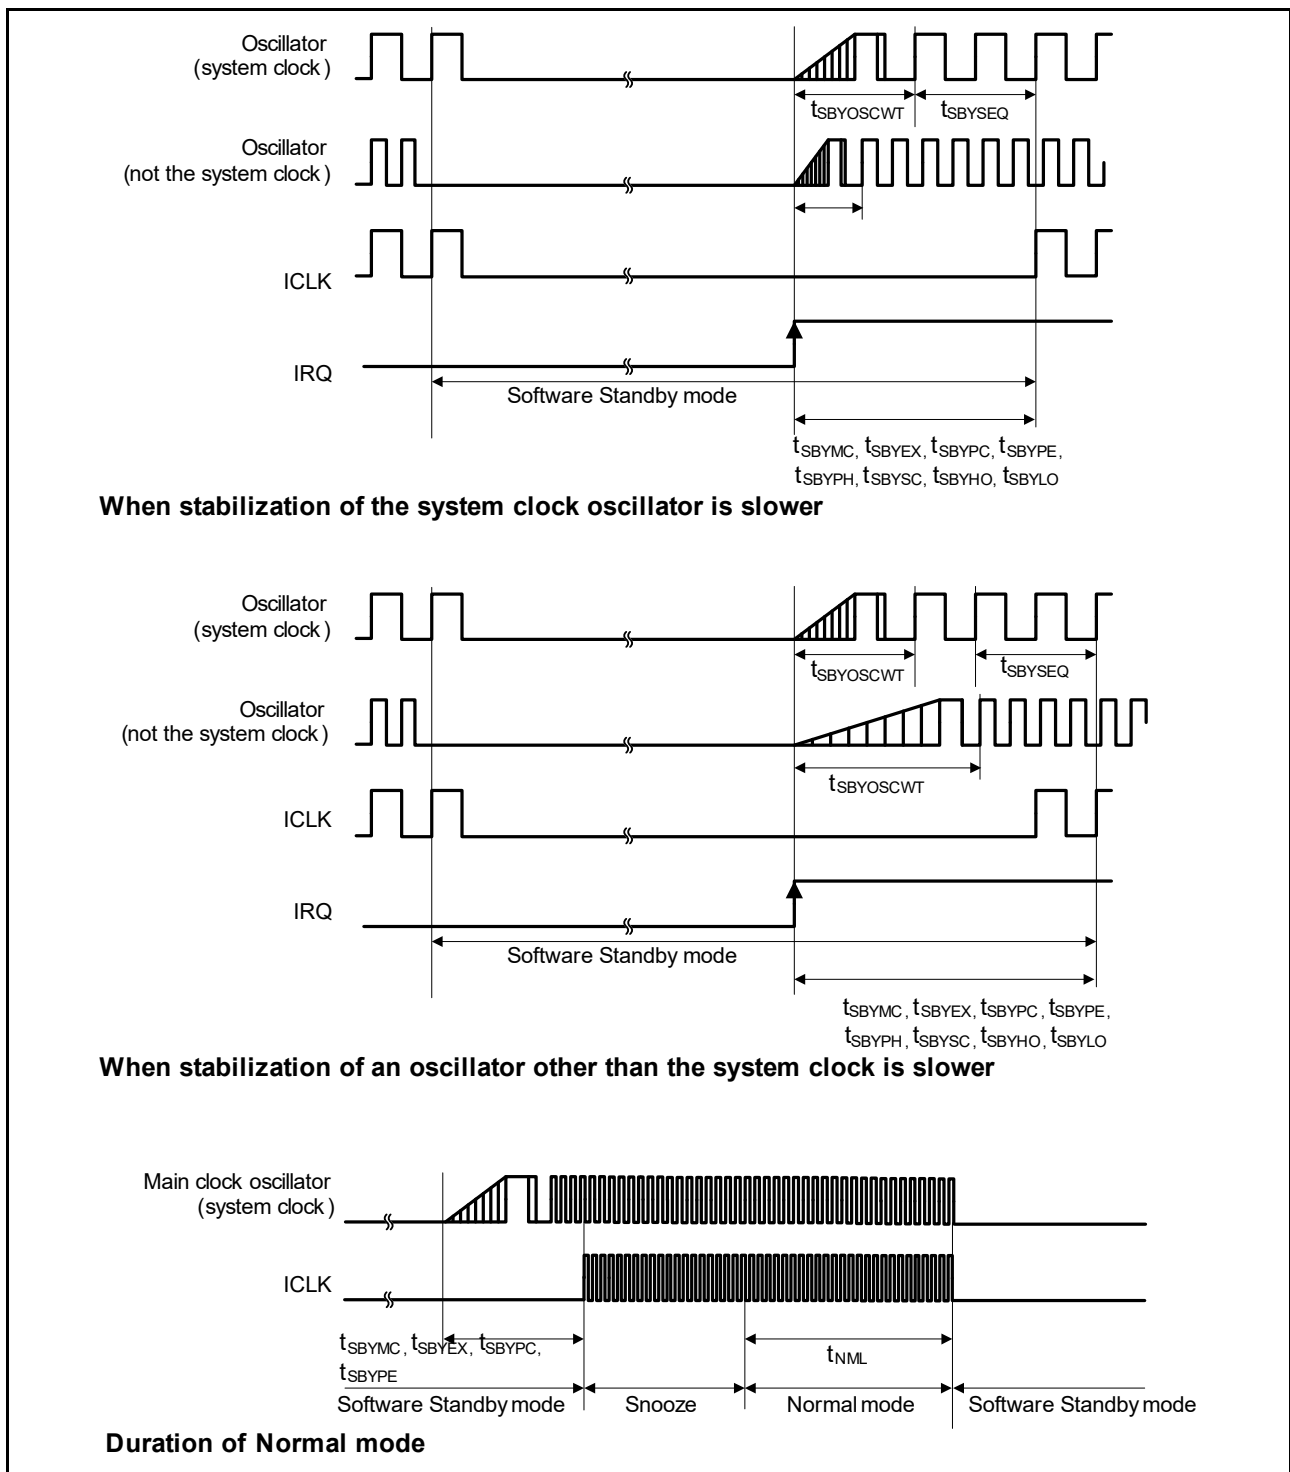 Oscillator
(system clock)
tSBYOSCWT
tSBYSEQ
Oscillator
(not the system clock)
ICLK
IRQ
Software Standby mode
tSBYMC, tSBYEX, tSBYPC, tSBYPE,
tSBYPH, tSBYSC, tSBYHO, tSBYLO
When stabilization of the system clock oscillator is slower
Oscillator
(system clock)
tSBYOSCWT
tSBYSEQ
Oscillator
(not the system clock)
tSBYOSCWT
ICLK
IRQ
Software Standby mode
tSBYMC, tSBYEX, tSBYPC, tSBYPE,
tSBYPH, tSBYSC, tSBYHO, tSBYLO
When stabilization of an oscillator other than the system clock is slower
Main clock oscillator
(system clock)
ICLK
tSBYMC, tSBYEX, tSBYPC,
tSBYPE
tNML
Software Standby mode
Snooze
Normal mode
Software Standby mode
Duration of Normal mode